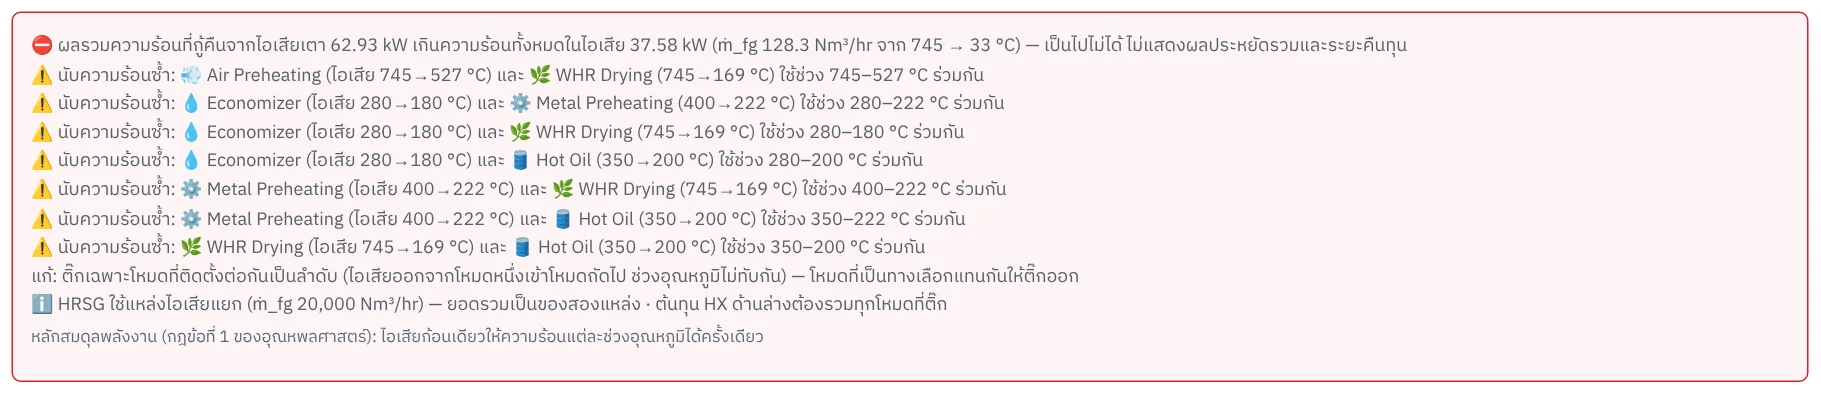 ⛔ ผลรวมความร้อนที่กู้คืนจากไอเสียเตา 62.93 kW เกินความร้อนทั้งหมดในไอเสีย 37.58 kW (ṁ_fg 128.3 Nm³/hr จาก 745 → 33 °C) — เป็นไปไม่ได้ ไม่แสดงผลประหยัดรวมและระยะคืนทุน
⚠️ นับความร้อนซ้ำ: 💨 Air Preheating (ไอเสีย 745→527 °C) และ 🌿 WHR Drying (745→169 °C) ใช้ช่วง 745–527 °C ร่วมกัน
⚠️ นับความร้อนซ้ำ: 💧 Economizer (ไอเสีย 280→180 °C) และ ⚙️ Metal Preheating (400→222 °C) ใช้ช่วง 280–222 °C ร่วมกัน
⚠️ นับความร้อนซ้ำ: 💧 Economizer (ไอเสีย 280→180 °C) และ 🌿 WHR Drying (745→169 °C) ใช้ช่วง 280–180 °C ร่วมกัน
⚠️ นับความร้อนซ้ำ: 💧 Economizer (ไอเสีย 280→180 °C) และ 🛢️ Hot Oil (350→200 °C) ใช้ช่วง 280–200 °C ร่วมกัน
⚠️ นับความร้อนซ้ำ: ⚙️ Metal Preheating (ไอเสีย 400→222 °C) และ 🌿 WHR Drying (745→169 °C) ใช้ช่วง 400–222 °C ร่วมกัน
⚠️ นับความร้อนซ้ำ: ⚙️ Metal Preheating (ไอเสีย 400→222 °C) และ 🛢️ Hot Oil (350→200 °C) ใช้ช่วง 350–222 °C ร่วมกัน
⚠️ นับความร้อนซ้ำ: 🌿 WHR Drying (ไอเสีย 745→169 °C) และ 🛢️ Hot Oil (350→200 °C) ใช้ช่วง 350–200 °C ร่วมกัน
แก้: ติ๊กเฉพาะโหมดที่ติดตั้งต่อกันเป็นลำดับ (ไอเสียออกจากโหมดหนึ่งเข้าโหมดถัดไป ช่วงอุณหภูมิไม่ทับกัน) — โหมดที่เป็นทางเลือกแทนกันให้ติ๊กออก
ℹ️ HRSG ใช้แหล่งไอเสียแยก (ṁ_fg 20,000 Nm³/hr) — ยอดรวมเป็นของสองแหล่ง · ต้นทุน HX ด้านล่างต้องรวมทุกโหมดที่ติ๊ก
หลักสมดุลพลังงาน (กฎข้อที่ 1 ของอุณหพลศาสตร์): ไอเสียก้อนเดียวให้ความร้อนแต่ละช่วงอุณหภูมิได้ครั้งเดียว